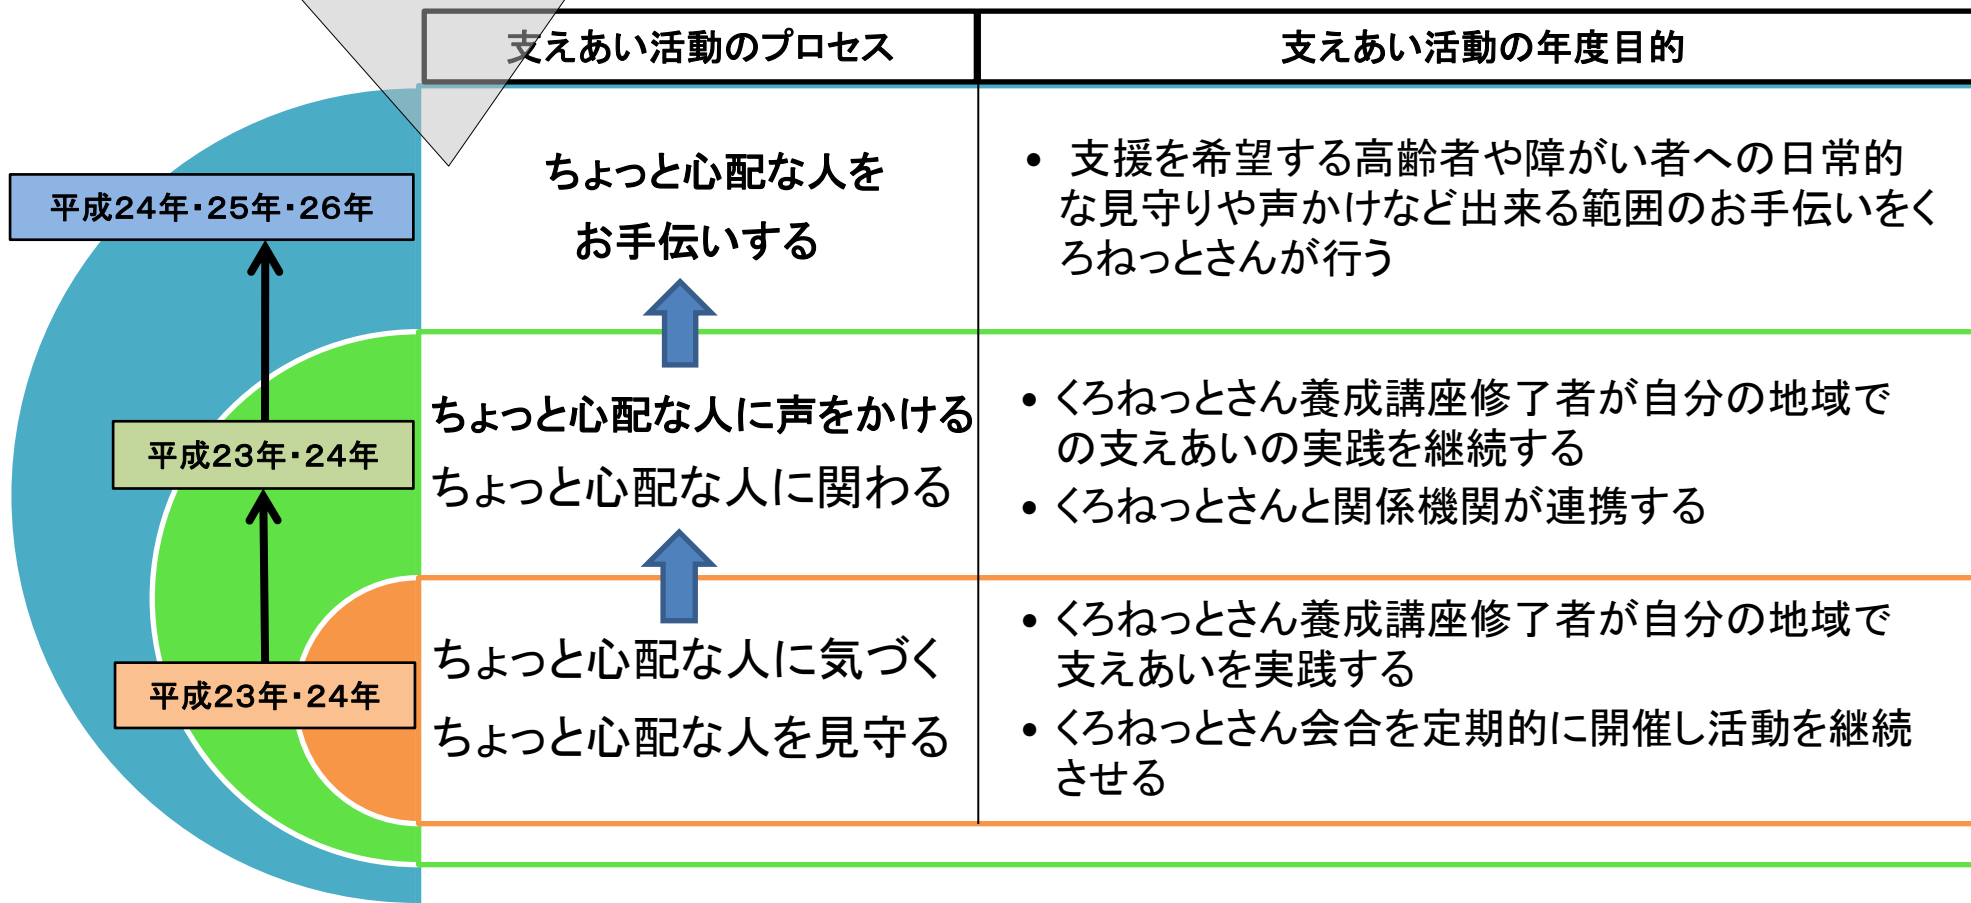 支えあい活動のプロセス
支えあい活動の年度目的
平成24年・25年・26年
ちょっと心配な人を
お手伝いする
• 支援を希望する高齢者や障がい者への日常的
な見守りや声かけなど出来る範囲のお手伝いをく
ろねっとさんが行う
平成23年・24年
ちょっと心配な人に声をかける
ちょっと心配な人に関わる
• くろねっとさん養成講座修了者が自分の地域で
の支えあいの実践を継続する
• くろねっとさんと関係機関が連携する
平成23年・24年
ちょっと心配な人に気づく
ちょっと心配な人を見守る
• くろねっとさん養成講座修了者が自分の地域で
支えあいを実践する
• くろねっとさん会合を定期的に開催し活動を継続
させる